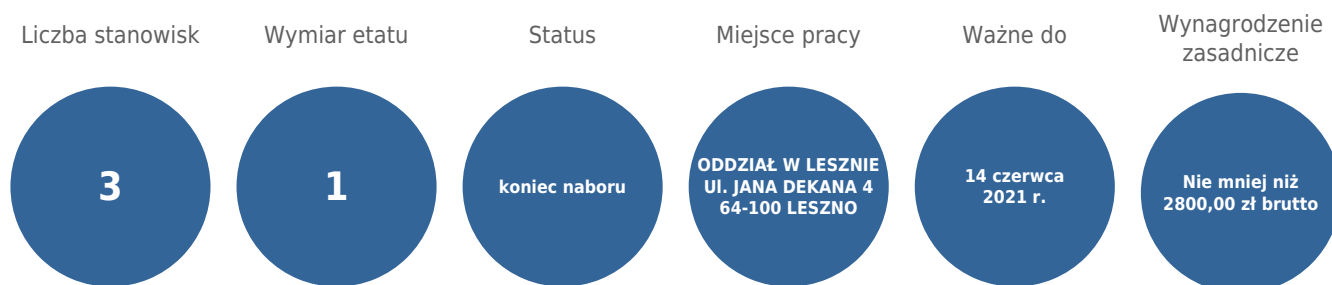 Liczba stanowisk
3
Wymiar etatu
1
Status
koniec naboru
Miejsce pracy
ODDZIAŁ W LESZNIE
Ul. JANA DEKANA 4
64-100 LESZNO
Ważne do
14 czerwca
2021 r.
Wynagrodzenie
zasadnicze
Nie mniej niż
2800,00 zł brutto